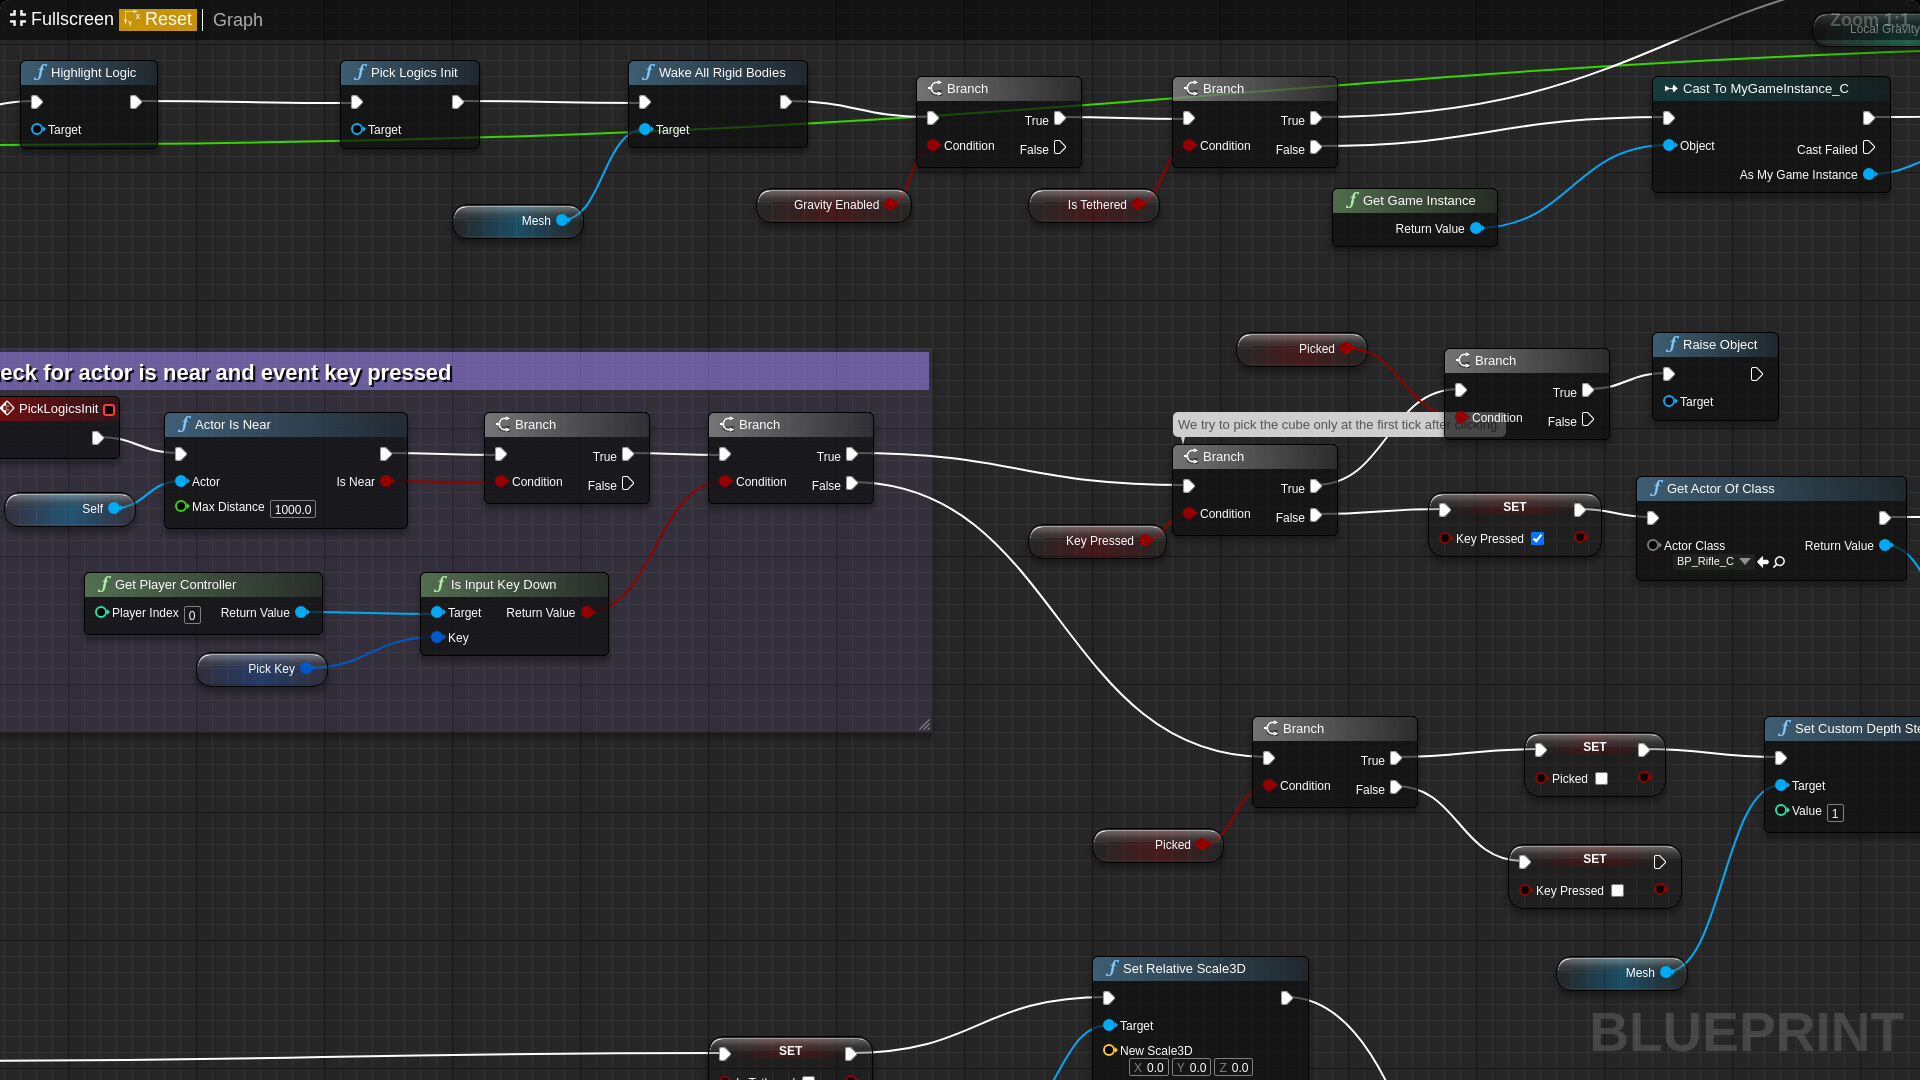 Fullscreen Reset Graph
Zoom 1:1
Local Gravity
Highlight Logic
Target
Pick Logics Init
Target
Wake All Rigid Bodies
Target
Mesh
Branch
True
Condition
False
Gravity Enabled
Branch
True
Condition
False
Is Tethered
Cast To MyGameInstance_C
Object
Cast Failed
As My Game Instance
Get Game Instance
Return Value
eck for actor is near and event key pressed
PickLogicsInit
Self
Actor Is Near
Actor
Is Near
Max Distance 1000.0
Branch
True
Condition
False
Branch
True
Condition
False
Get Player Controller
Player Index 0
Return Value
Is Input Key Down
Target
Return Value
Key
Pick Key
Picked
Branch
True
Condition
False
Raise Object
Target
We try to pick the cube only at the first tick after clicking.
Branch
True
Condition
False
Key Pressed
SET
Key Pressed
Get Actor Of Class
Actor Class
BP_Rifle_C
Return Value
Branch
True
Condition
False
Picked
SET
Picked
SET
Key Pressed
Set Custom Depth Ste
Target
Value 1
Mesh
SET
Set Relative Scale3D
Target
New Scale3D
X 0.0 Y 0.0 Z 0.0
BLUEPRINT